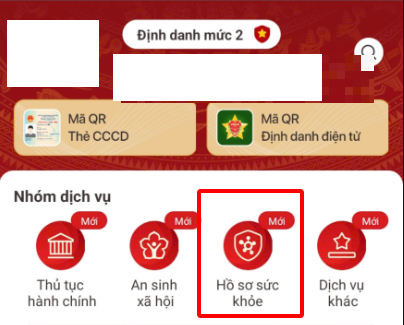 Định danh mức 2
Mã QR
Thẻ CCCD
Mã QR
Định danh điện tử
Nhóm dịch vụ
Mới
Mới
Mới
Mới
Thủ tục
hành chính
An sinh
xã hội
Hồ sơ sức
khỏe
Dịch vụ
khác